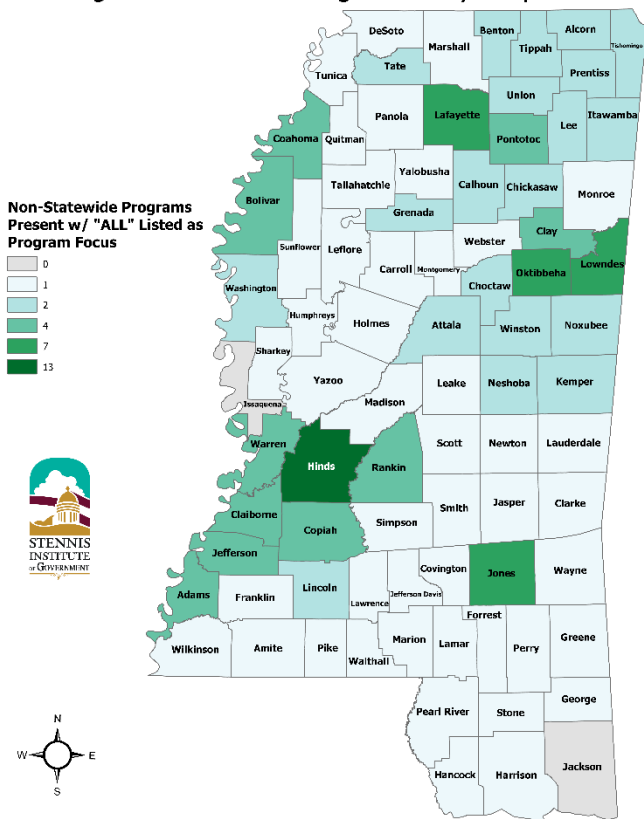 DeSoto
Benton
Alcorn
Tishomingo
Marshall
Tippah
Tate
Prentiss
Tunica
Union
Itawamba
Panola
Lafayette
Lee
Coahoma
Quitman
Pontotoc
Yalobusha
Tallahatchie
Calhoun
Chickasaw
Monroe
Bolivar
Non-Statewide Programs
Present w/ "ALL" Listed as
Program Focus
0
1
2
4
7
13
Grenada
Clay
Sunflower
Leflore
Webster
Carroll
Montgomery
Oktibbeha
Lowndes
Washington
Choctaw
Humphreys
Holmes
Attala
Winston
Noxubee
Sharkey
Yazoo
Leake
Neshoba
Kemper
Issaquena
Madison
Warren
Hinds
Rankin
Scott
Newton
Lauderdale
Claiborne
Copiah
Simpson
Smith
Jasper
Clarke
STENNIS
INSTITUTE
OF GOVERNMENT
Jefferson
Covington
Jones
Wayne
Adams
Franklin
Lincoln
Lawrence
Jefferson Davis
Forrest
Wilkinson
Amite
Pike
Walthall
Marion
Lamar
Perry
Greene
Pearl River
Stone
George
Hancock
Harrison
Jackson
N
W
E
S